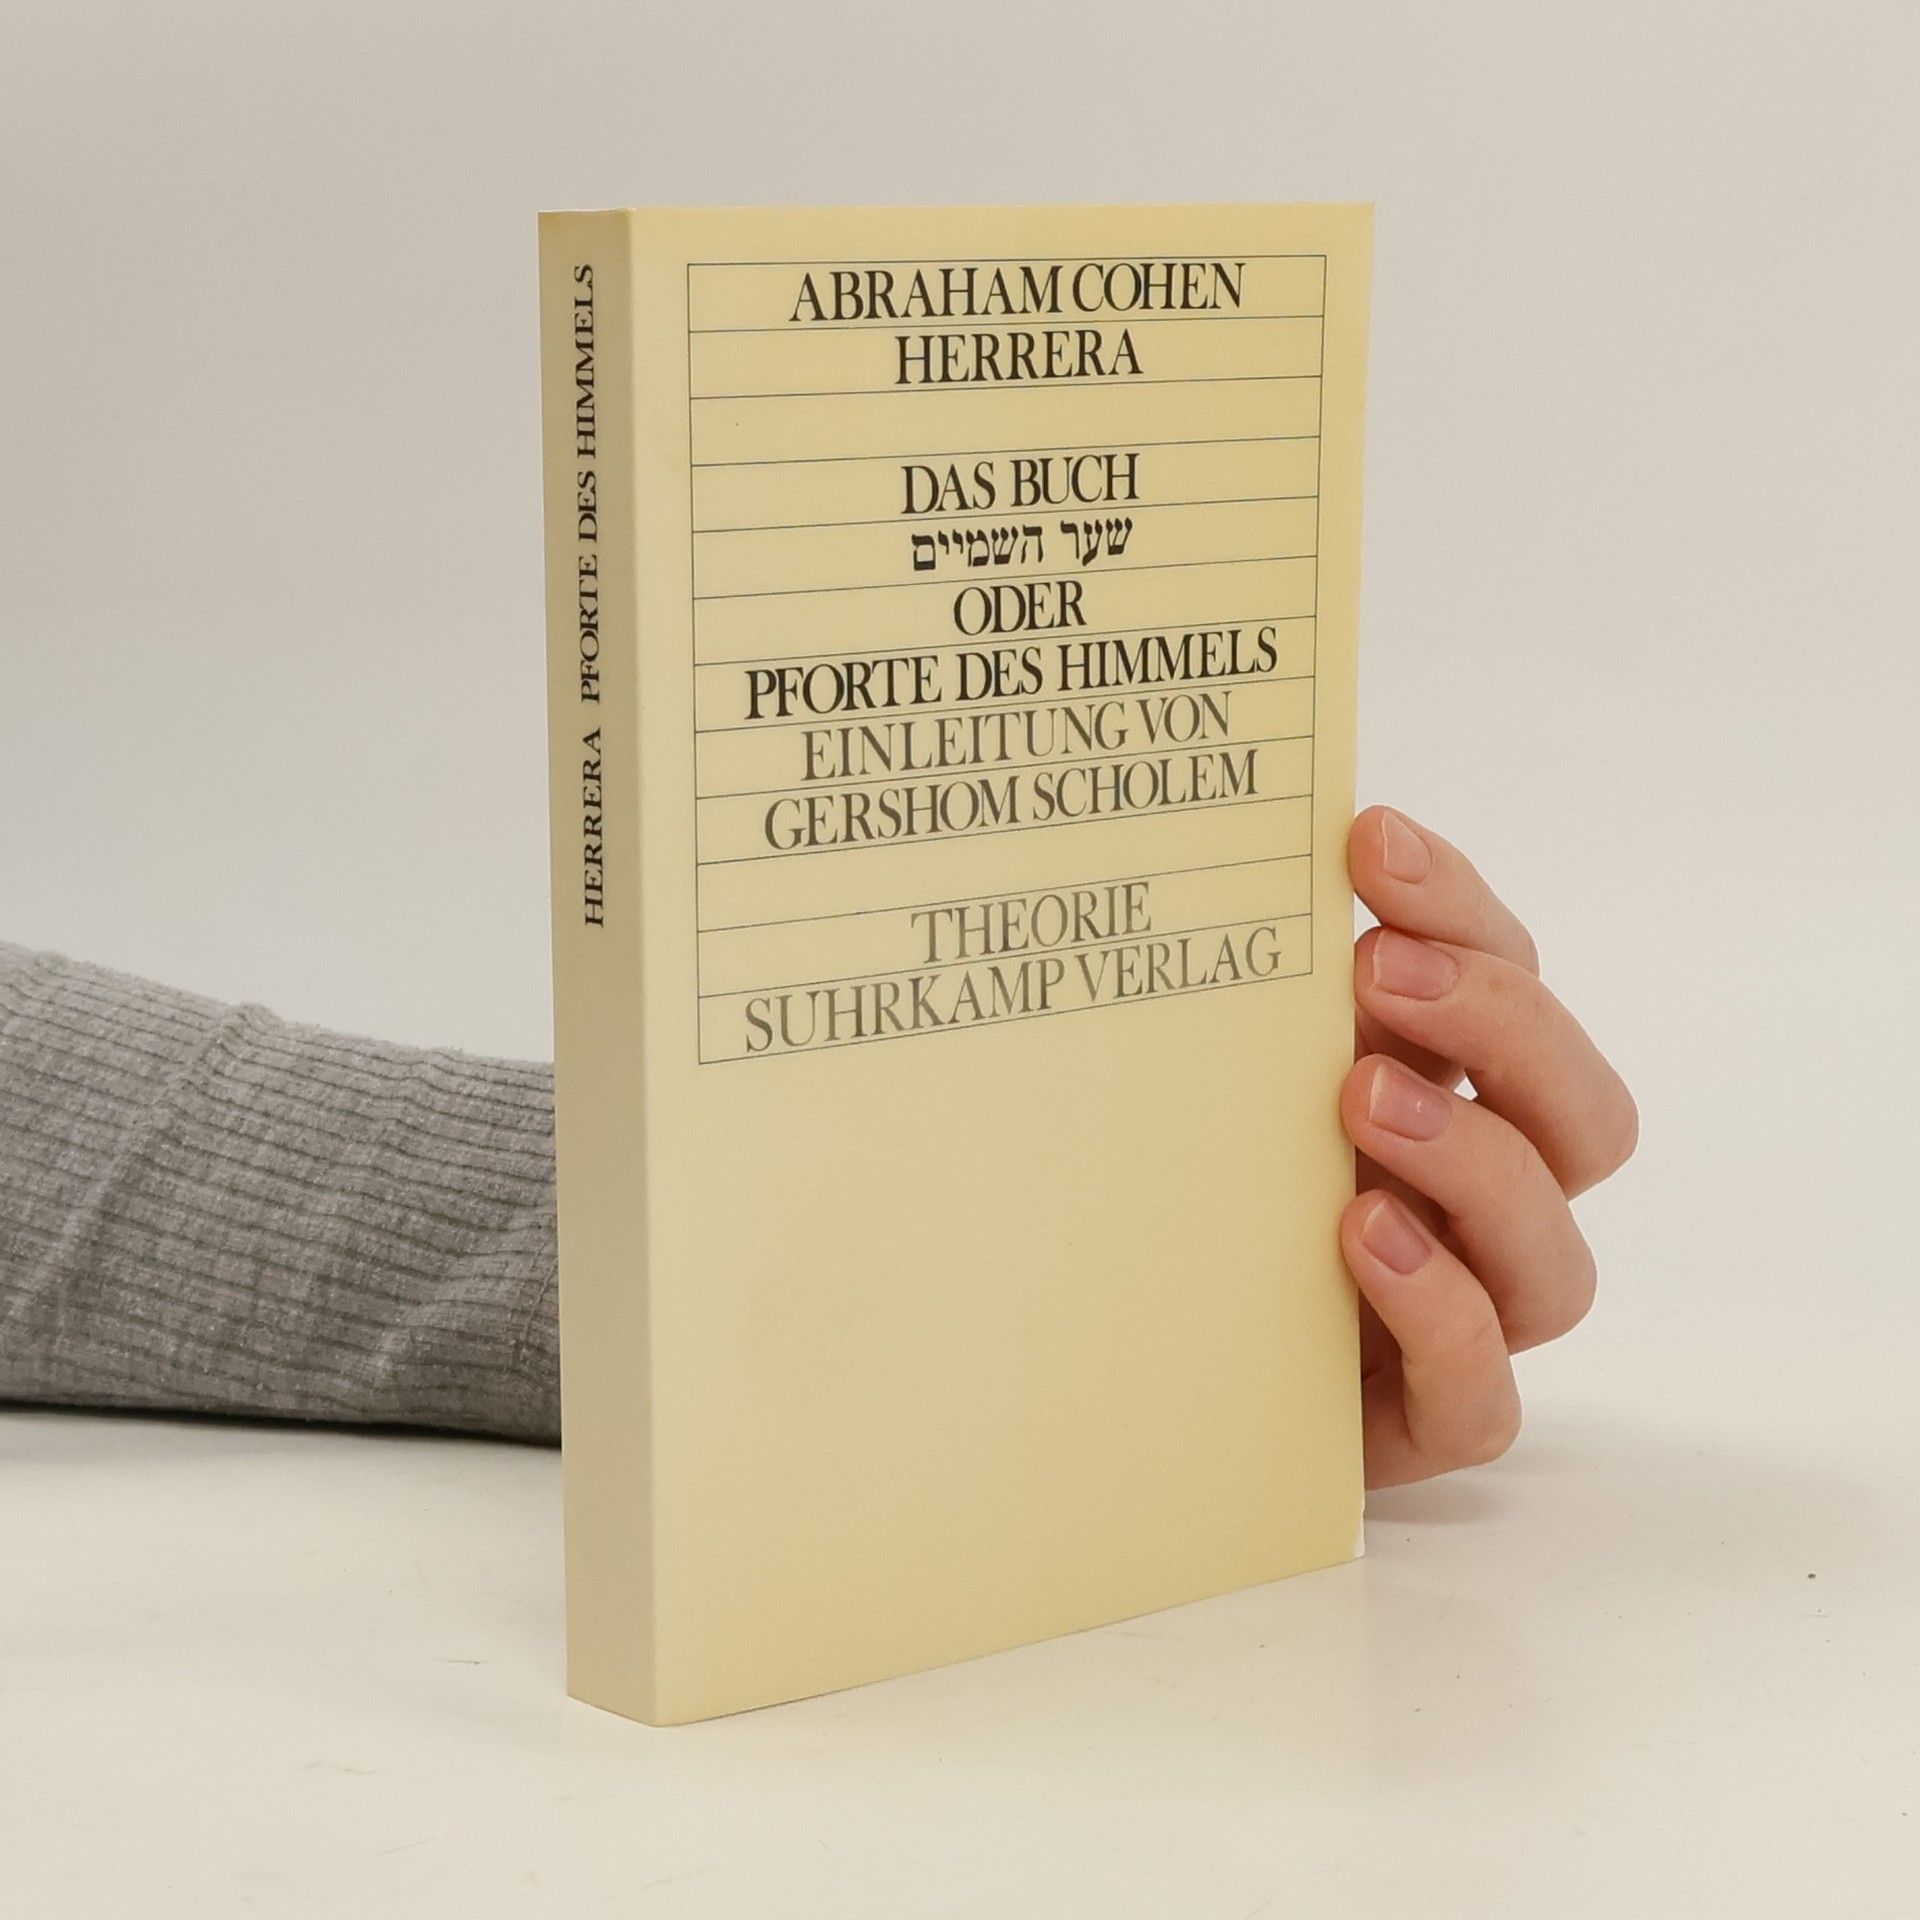 HERRERA PFORTE DES HIMMELS
ABRAHAM COHEN
HERRERA
DAS BUCH
שער השמיים
ODER
PFORTE DES HIMMELS
EINLEITUNG VON
GERSHOM SCHOLEM
THEORIE
SUHRKAMP VERLAG